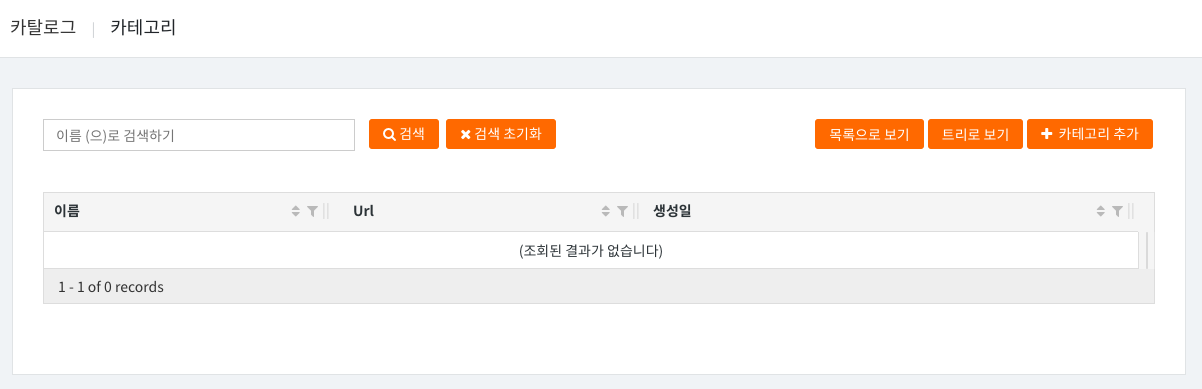 카탈로그 카테고리
이름 (으)로 검색하기 검색 검색 초기화 목록으로 보기 트리로 보기 카테고리 추가
이름 Url 생성일
(조회된 결과가 없습니다)
1 - 1 of 0 records